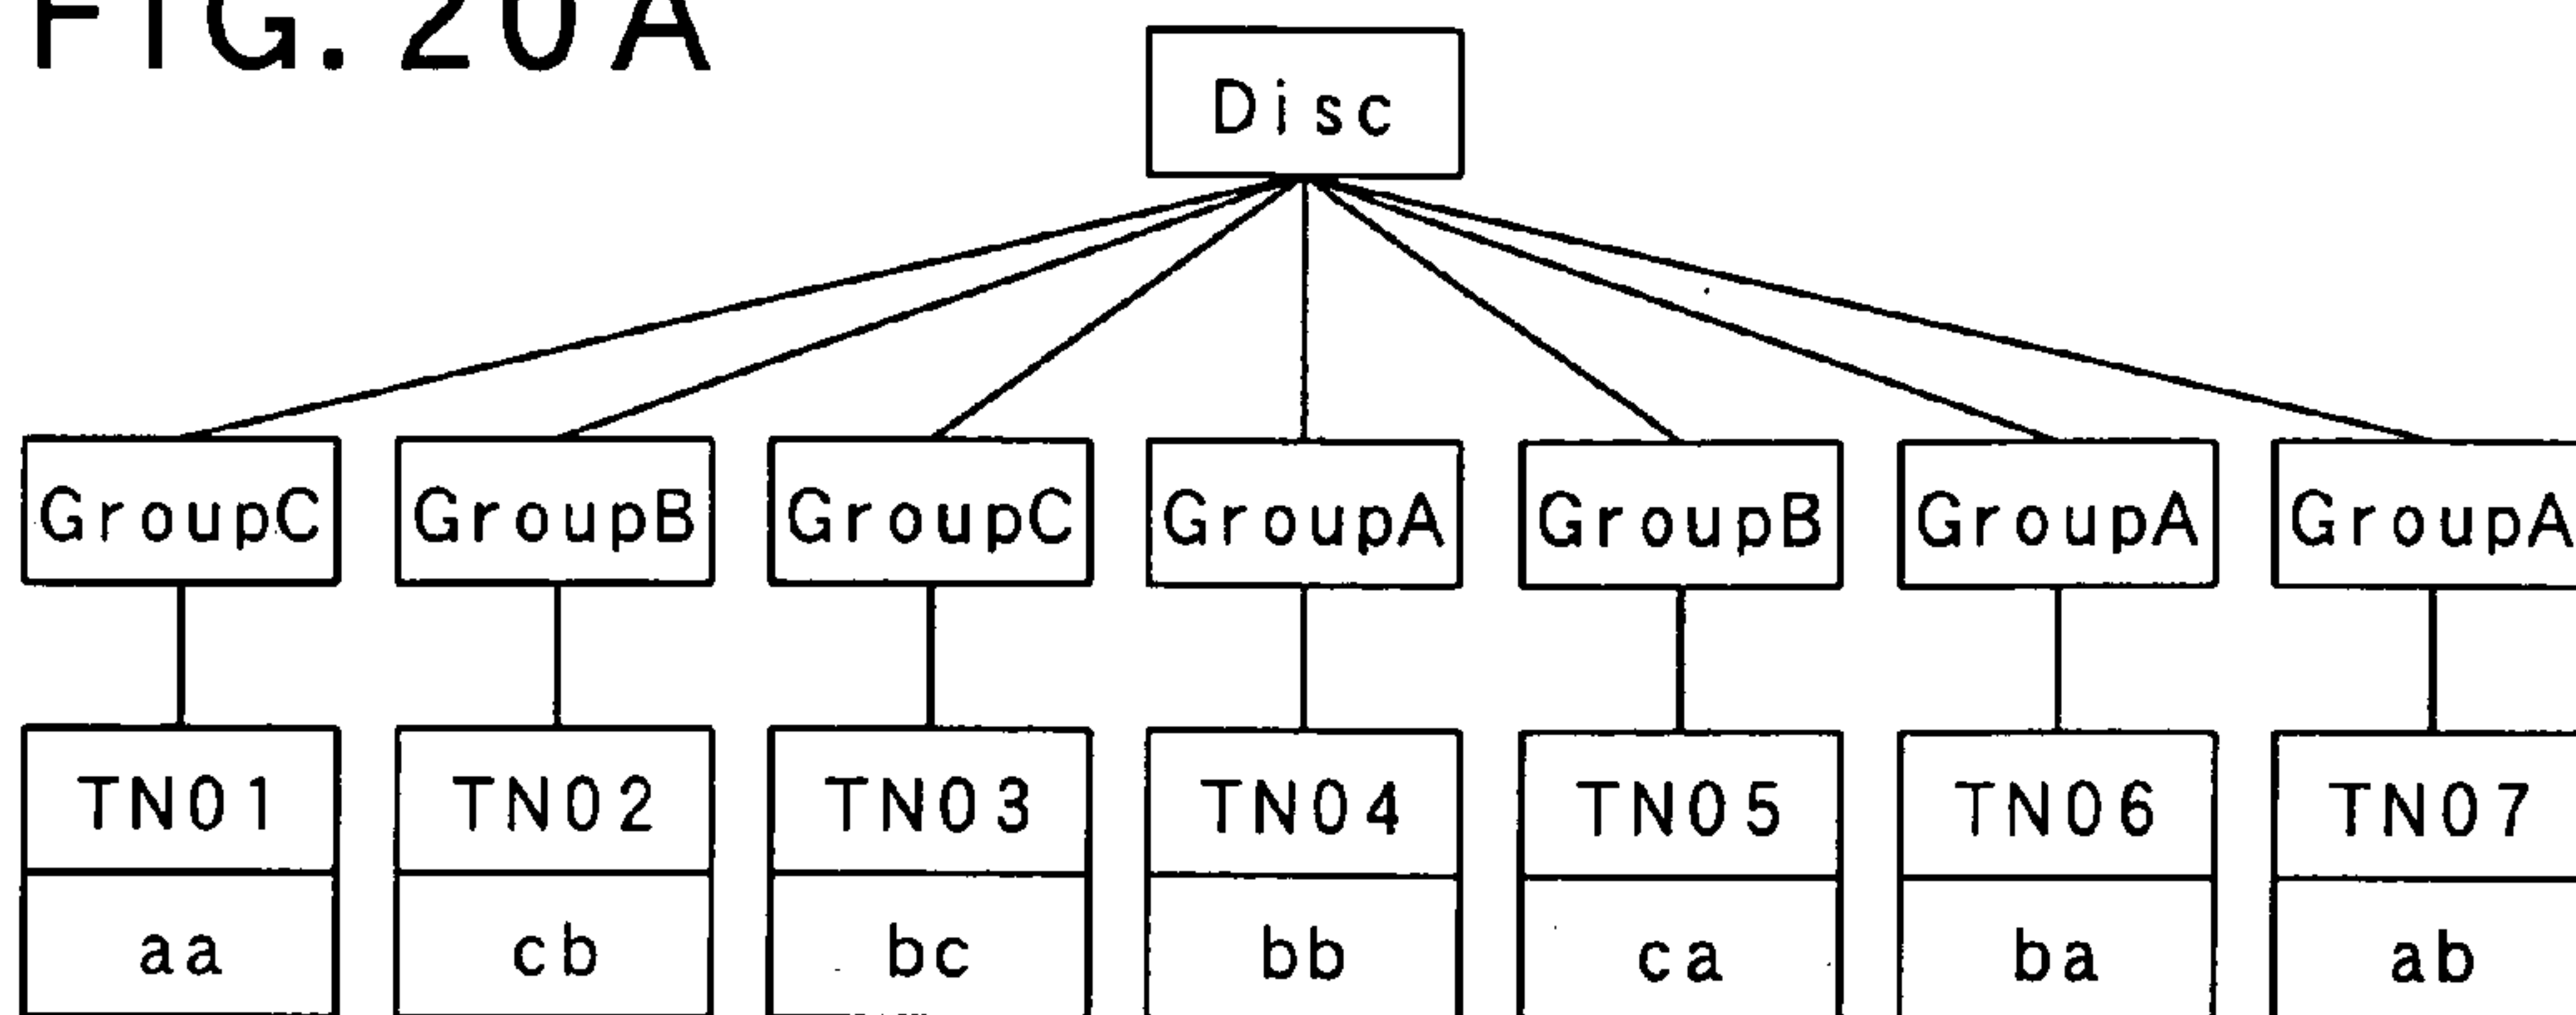 FIG. 20A
Disc
GroupC GroupB GroupC GroupA GroupB GroupA GroupA
TN01 TN02 TN03 TN04 TN05 TN06 TN07
aa cb bc bb ca ba ab